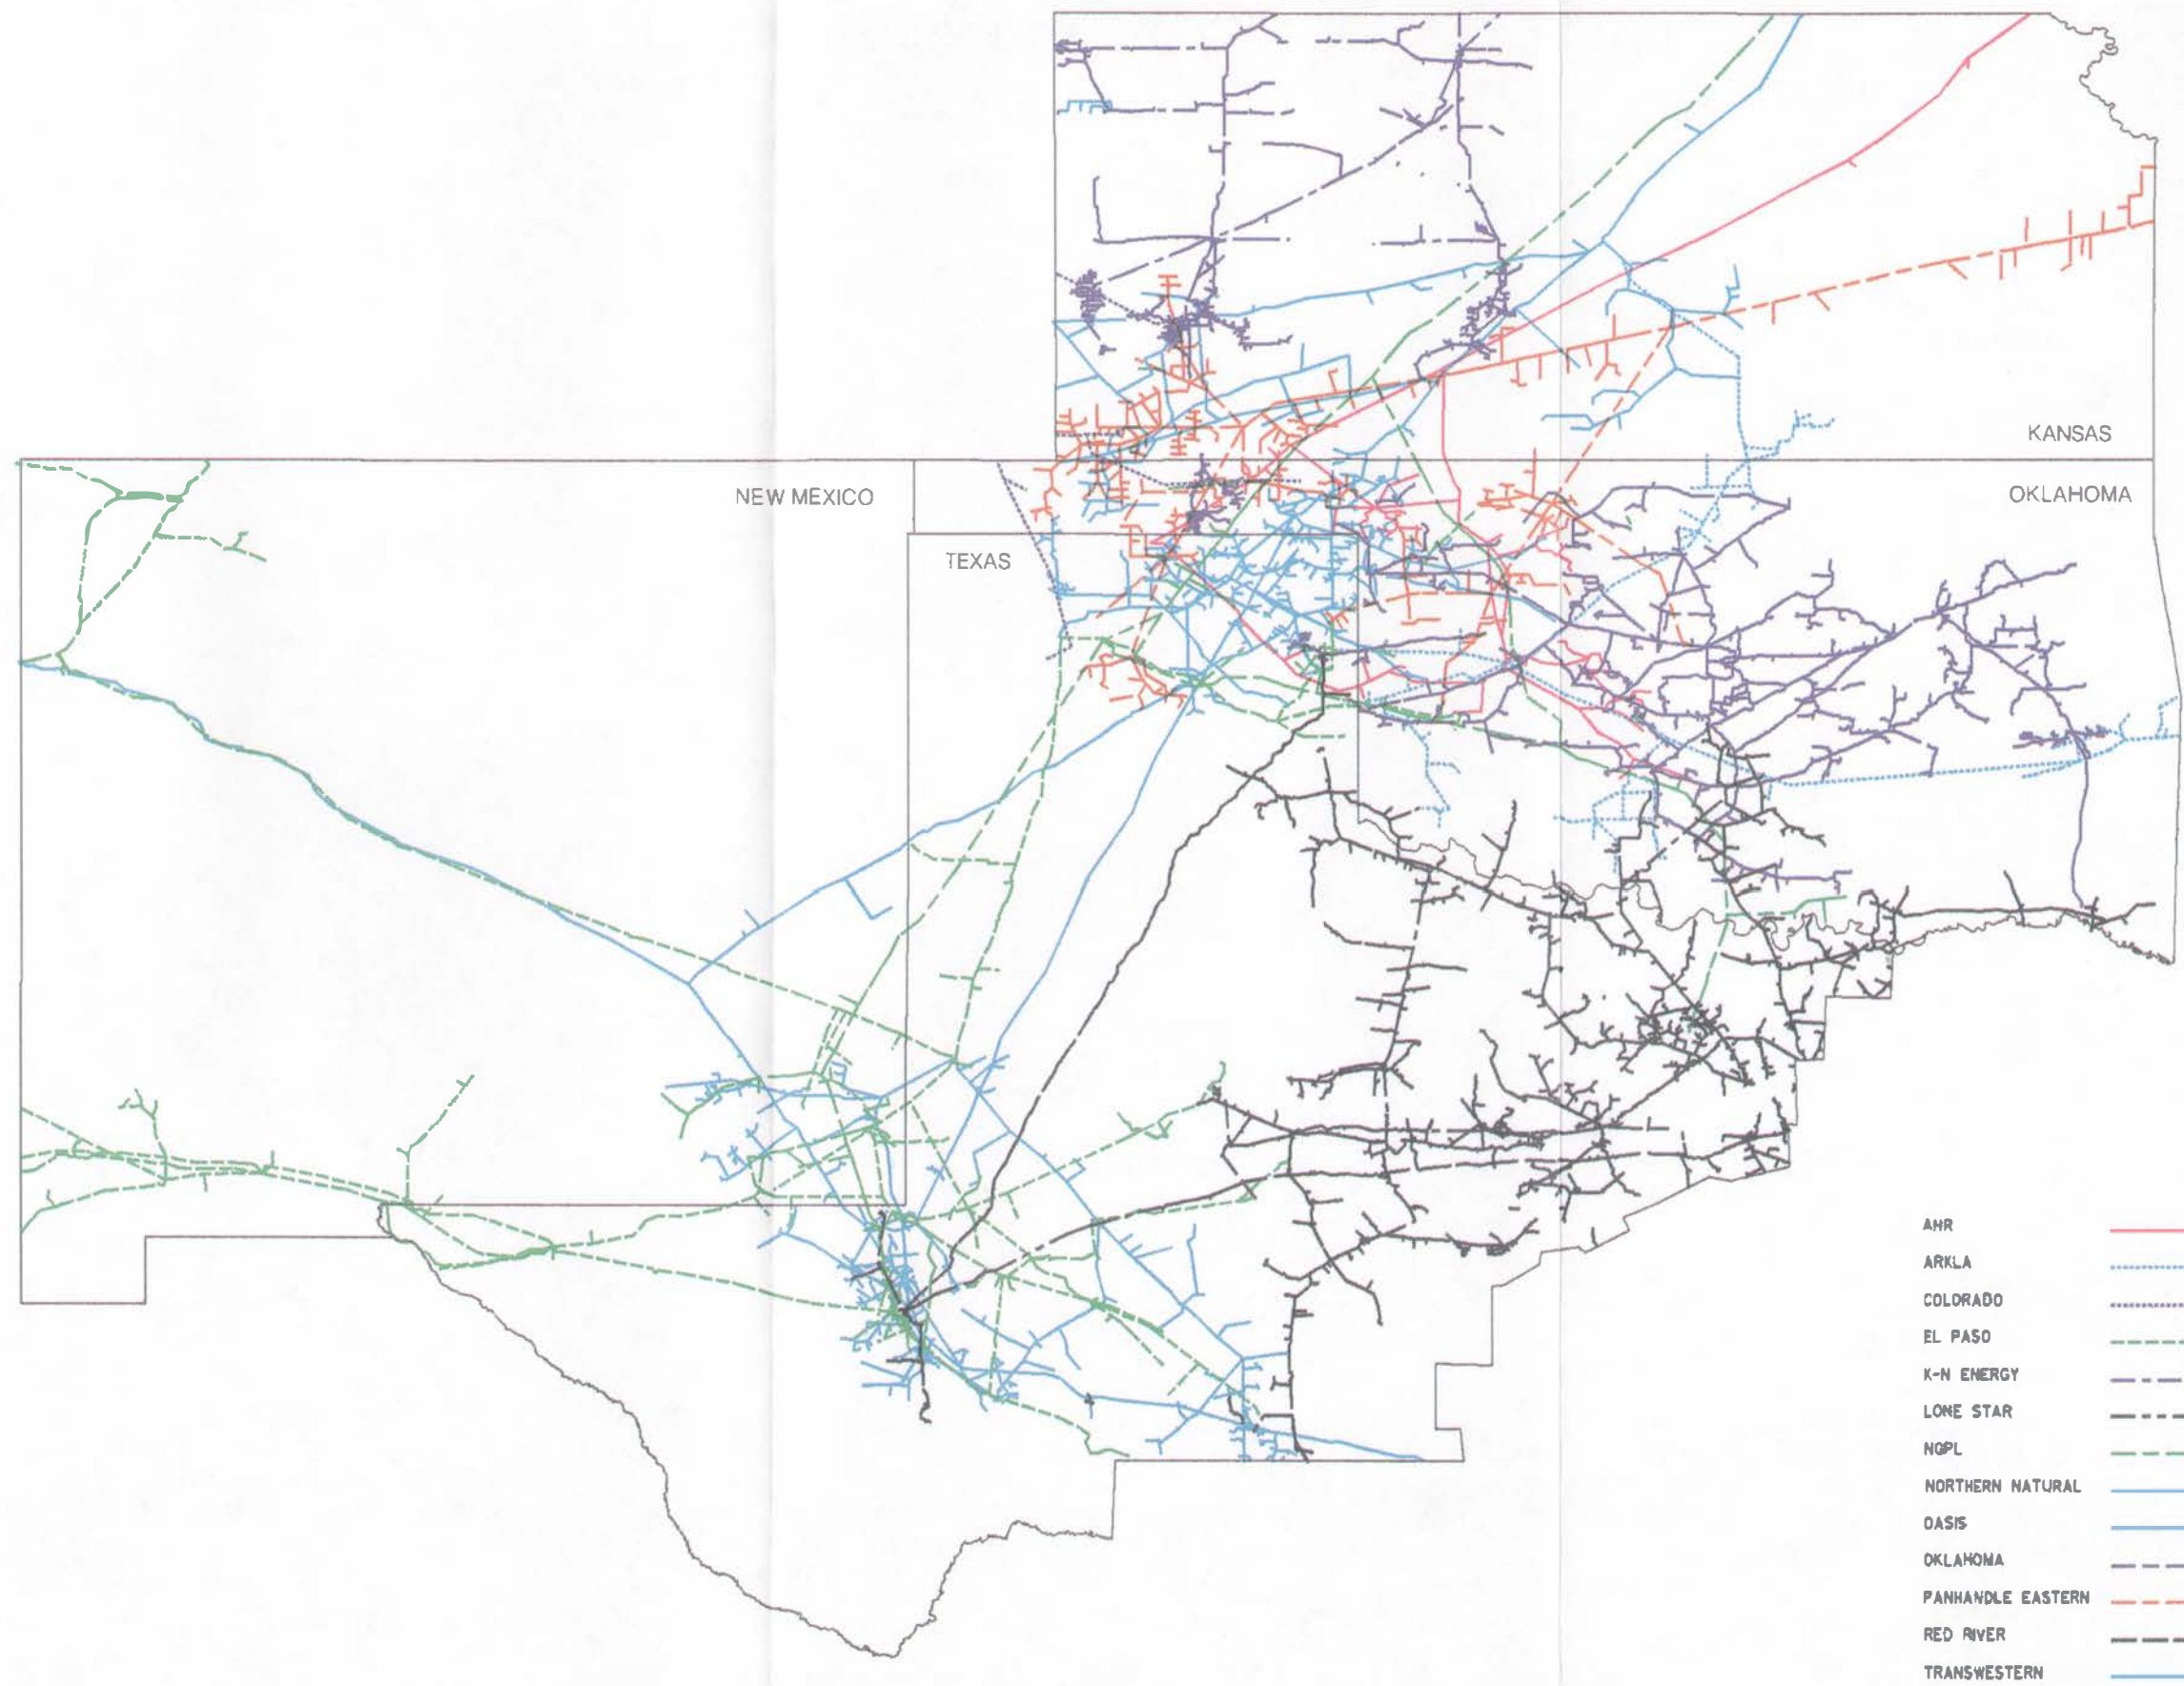 KANSAS
NEW MEXICO
OKLAHOMA
TEXAS
ANR
ARKLA
COLORADO
EL PASO
K-N ENERGY
LONE STAR
NGPL
NORTHERN NATURAL
OASIS
OKLAHOMA
PANHANDLE EASTERN
RED RIVER
TRANSWESTERN